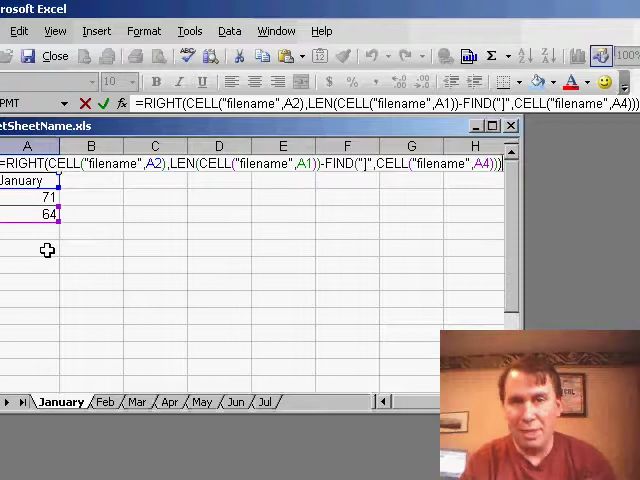 osoft Excel
Edit View Insert Format Tools Data Window Help
Close
10
PMT =RIGHT(CELL("filename",A2),LEN(CELL("filename",A1))-FIND("]",CELL("filename",A4)))
etSheetName.xls
A B C D E F G H
=RIGHT(CELL("filename",A2),LEN(CELL("filename",A1))-FIND("]",CELL("filename",A4)))
January
71
64
January Feb Mar Apr May Jun Jul